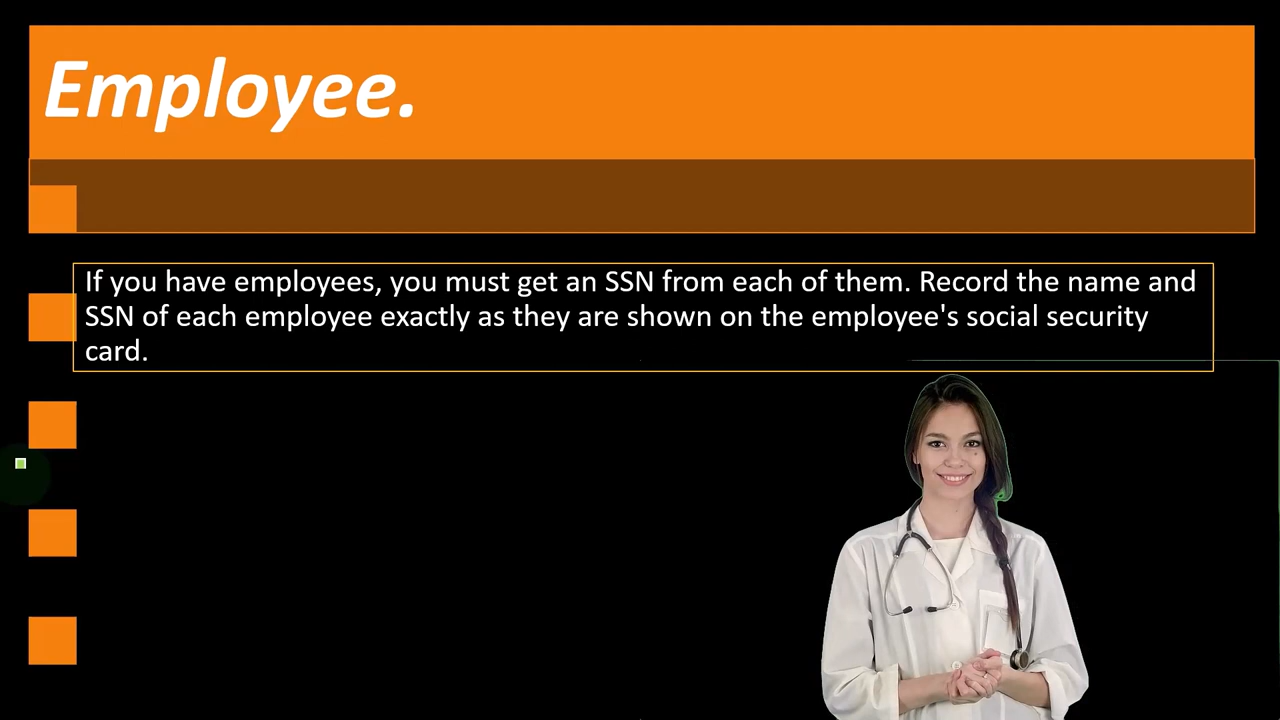 Employee.
If you have employees, you must get an SSN from each of them. Record the name and
SSN of each employee exactly as they are shown on the employee's social security
card.